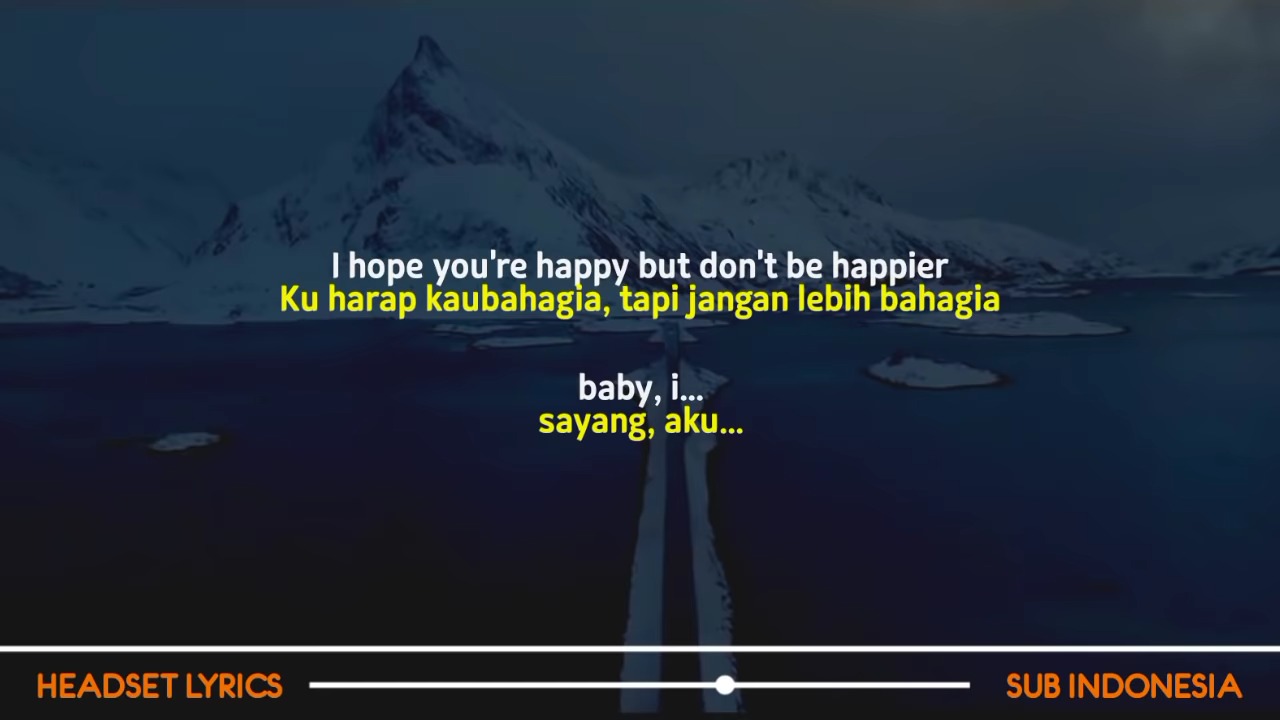 I hope you're happy but don't be happier
Ku harap kaubahagia, tapi jangan lebih bahagia
baby, i...
sayang, aku...
HEADSET LYRICS
SUB INDONESIA